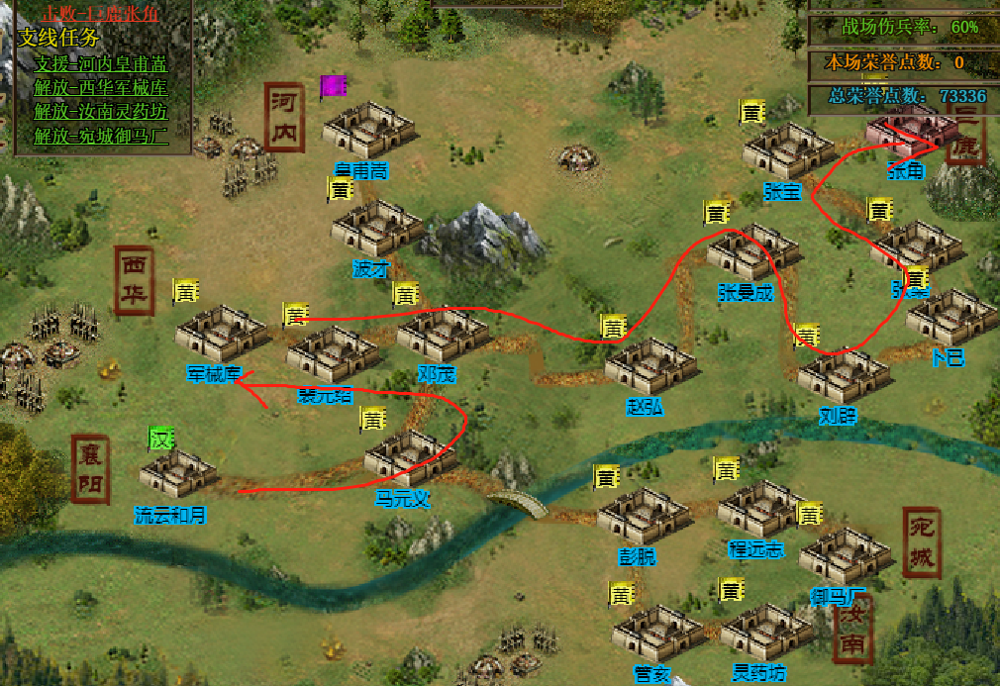 击败-巨鹿张角
支线任务
支援-河内皇甫嵩
解放-西华军械库
解放-汝南灵药坊
解放-宛城御马厂
战场伤兵率：60%
本场荣誉点数：0
总荣誉点数：73336
河内
皇甫嵩
黄
波才
黄
张宝
张角
黄
黄
张曼成
黄
卜已
西华
黄
军械库
黄
裴元绍
黄
邓茂
黄
赵弘
黄
刘辟
襄阳
汉
流云和月
黄
马元义
黄
彭脱
黄
程远志
黄
御马厂
宛城
黄
管亥
黄
灵药坊
汝南